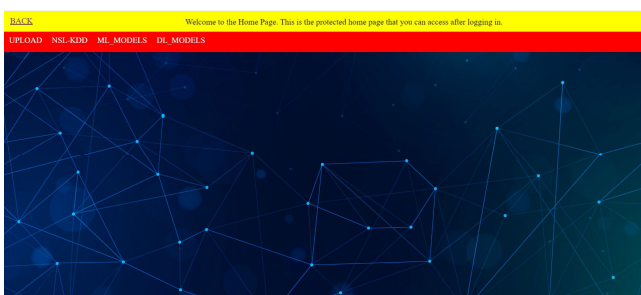 BACK Welcome to the Home Page. This is the protected home page that you can access after logging in.
UPLOAD NSL-KDD ML_MODELS DL_MODELS